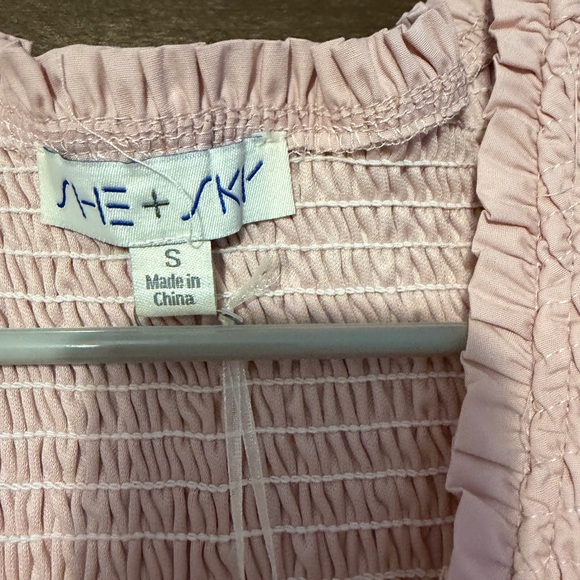 SHE + SKY
S
Made in
China